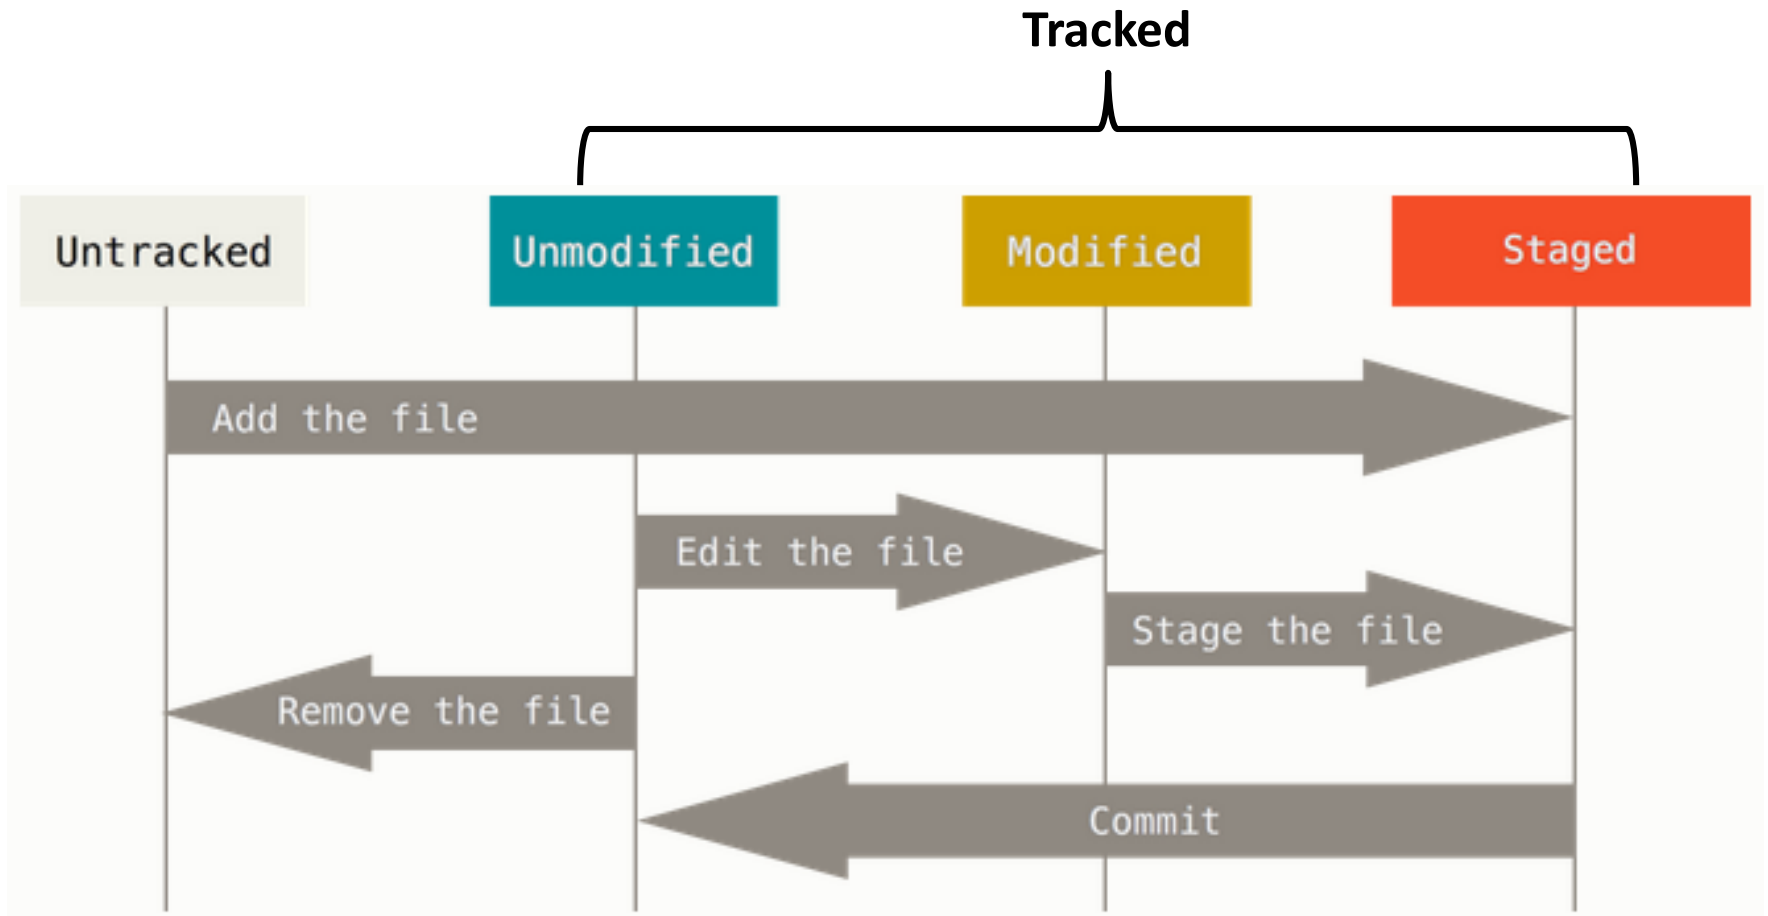 Tracked
Untracked
Unmodified
Modified
Staged
Add the file
Edit the file
Stage the file
Remove the file
Commit